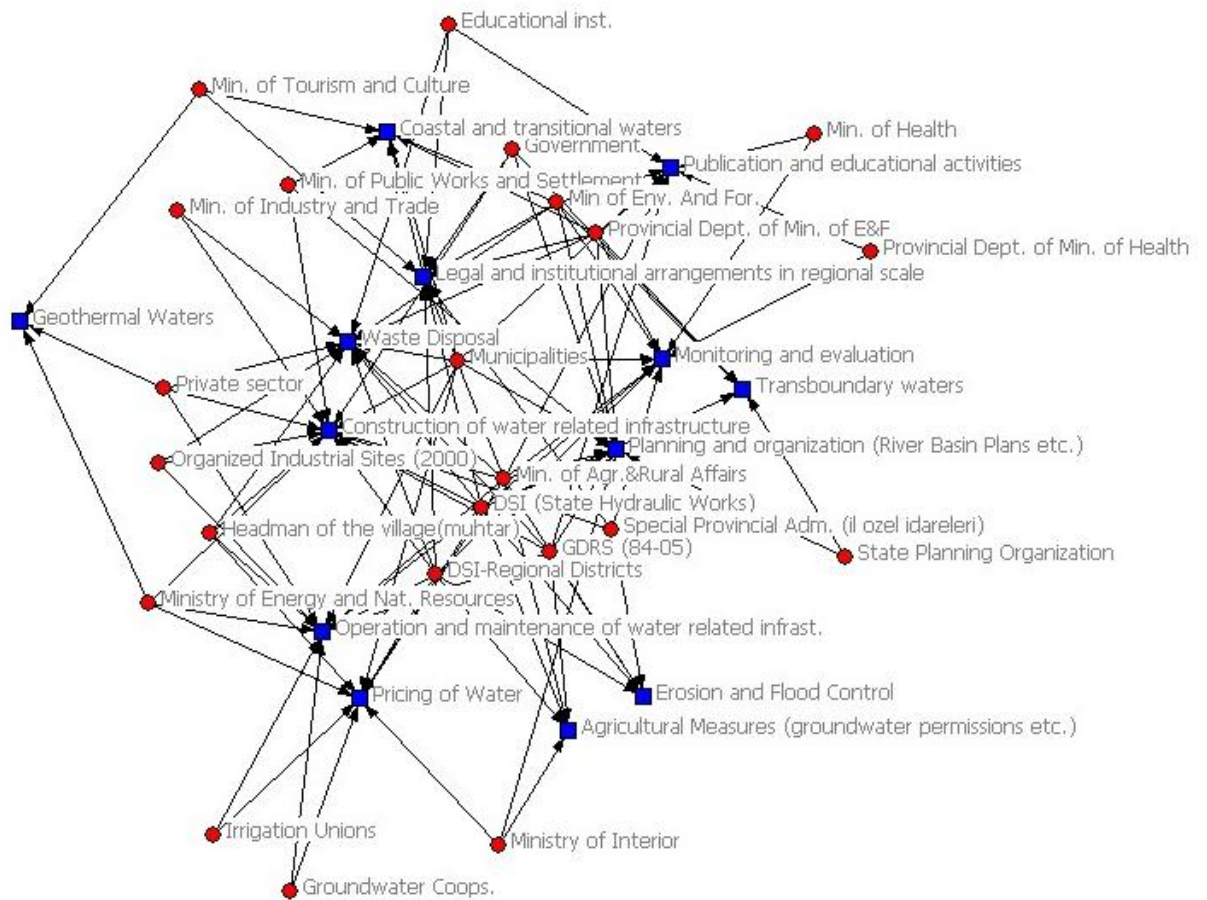 Educational inst.
Min. of Tourism and Culture
Coastal and transitional waters
Min. of Health
Government
Publication and educational activities
Min. of Public Works and Settlement
Min of Env. And For.
Min. of Industry and Trade
Provincial Dept. of Min. of E&F
Provincial Dept. of Min. of Health
Legal and institutional arrangements in regional scale
Geothermal Waters
Waste Disposal
Municipalities
Monitoring and evaluation
Private sector
Transboundary waters
Construction of water related infrastructure
Planning and organization (River Basin Plans etc.)
Organized Industrial Sites (2000)
Min. of Agr.&Rural Affairs
DSI (State Hydraulic Works)
Headman of the village(muhtar)
Special Provincial Adm. (il ozel idareleri)
GDRS (84-05)
State Planning Organization
DSI-Regional Districts
Ministry of Energy and Nat. Resources
Operation and maintenance of water related infrast.
Pricing of Water
Erosion and Flood Control
Agricultural Measures (groundwater permissions etc.)
Irrigation Unions
Ministry of Interior
Groundwater Coops.